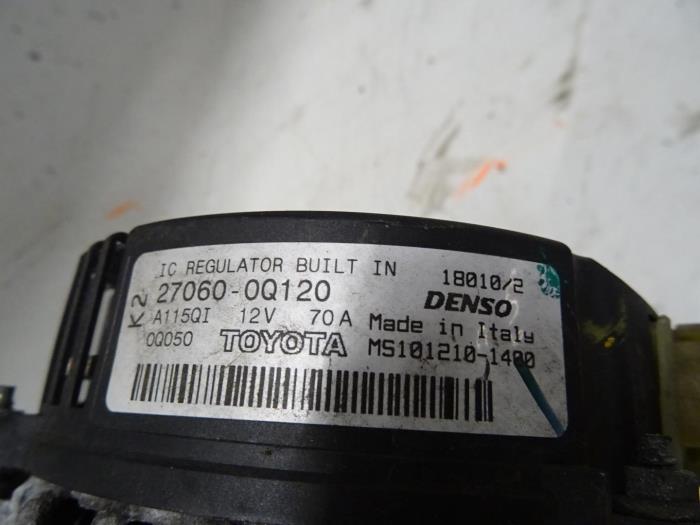 IC REGULATOR BUILT IN 18010/2
K2 27060-0Q120 DENSO
A115QI 12V 70A Made in Italy
0Q050 TOYOTA MS101210-1400